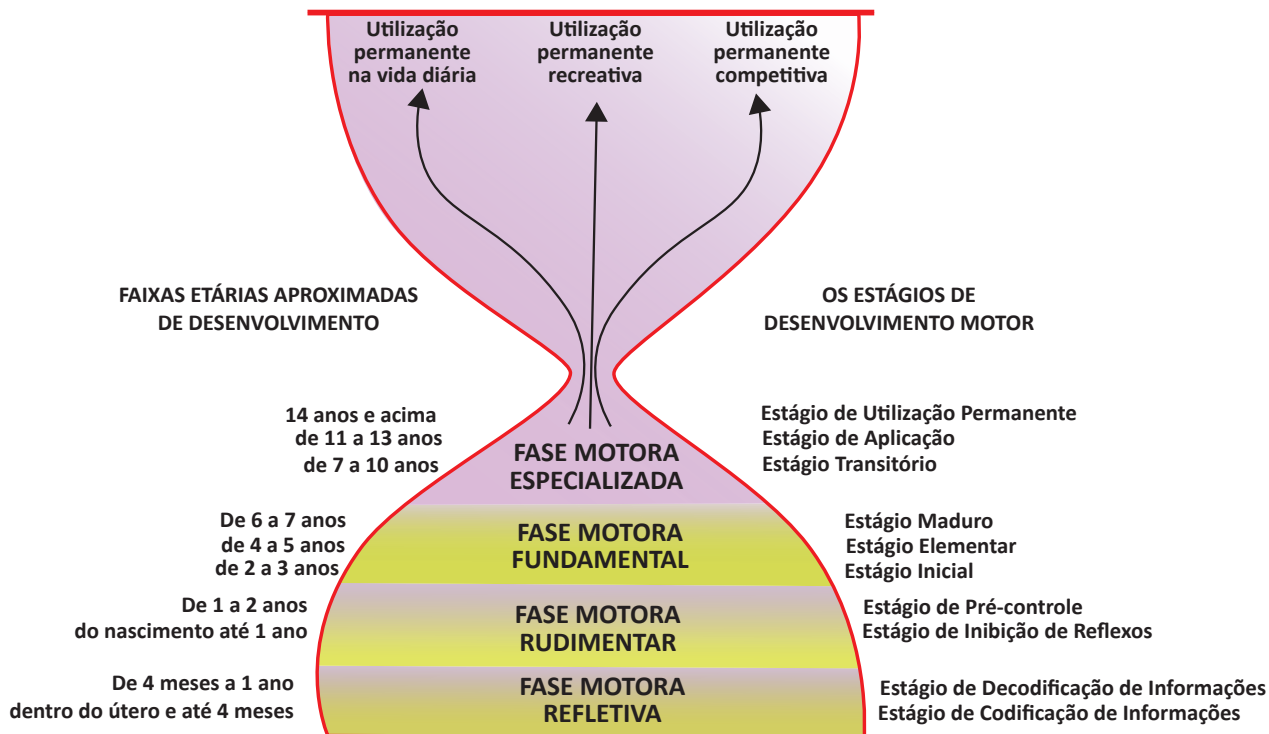 Utilização
permanente
na vida diária
Utilização
permanente
recreativa
Utilização
permanente
competitiva
FAIXAS ETÁRIAS APROXIMADAS
DE DESENVOLVIMENTO
OS ESTÁGIOS DE
DESENVOLVIMENTO MOTOR
14 anos e acima
de 11 a 13 anos
de 7 a 10 anos
FASE MOTORA
ESPECIALIZADA
Estágio de Utilização Permanente
Estágio de Aplicação
Estágio Transitório
De 6 a 7 anos
de 4 a 5 anos
de 2 a 3 anos
FASE MOTORA
FUNDAMENTAL
Estágio Maduro
Estágio Elementar
Estágio Inicial
De 1 a 2 anos
do nascimento até 1 ano
FASE MOTORA
RUDIMENTAR
Estágio de Pré-controle
Estágio de Inibição de Reflexos
De 4 meses a 1 ano
dentro do útero e até 4 meses
FASE MOTORA
REFLETIVA
Estágio de Decodificação de Informações
Estágio de Codificação de Informações